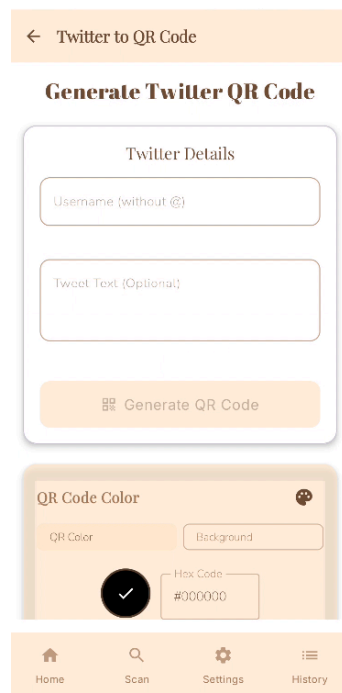 Twitter to QR Code
Generate Twitter QR Code
Twitter Details
Username (without @)
Tweet Text (Optional)
Generate QR Code
QR Code Color
QR Color
Background
Hex Code
#000000
Home
Scan
Settings
History